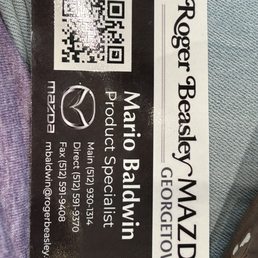 Roger Beasley
MAZD
GEORGETOW
Mario Baldwin
Product Specialist
Main (512) 930-1314
Direct (512) 591-9370
Fax (512) 591-9408
mbaldwin@rogerbeasley
mazda